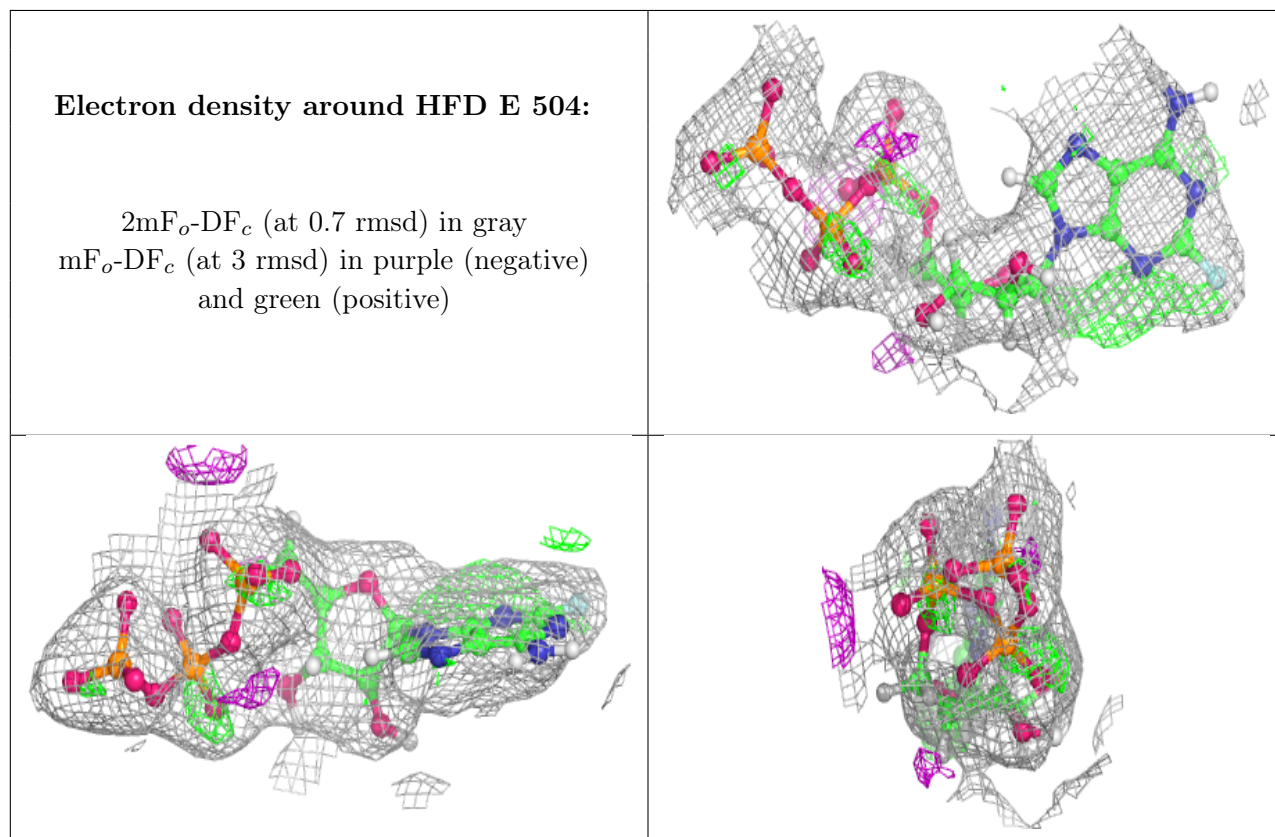 Electron density around HFD E 504:
2mFo-DFc (at 0.7 rmsd) in gray
mFo-DFc (at 3 rmsd) in purple (negative)
and green (positive)